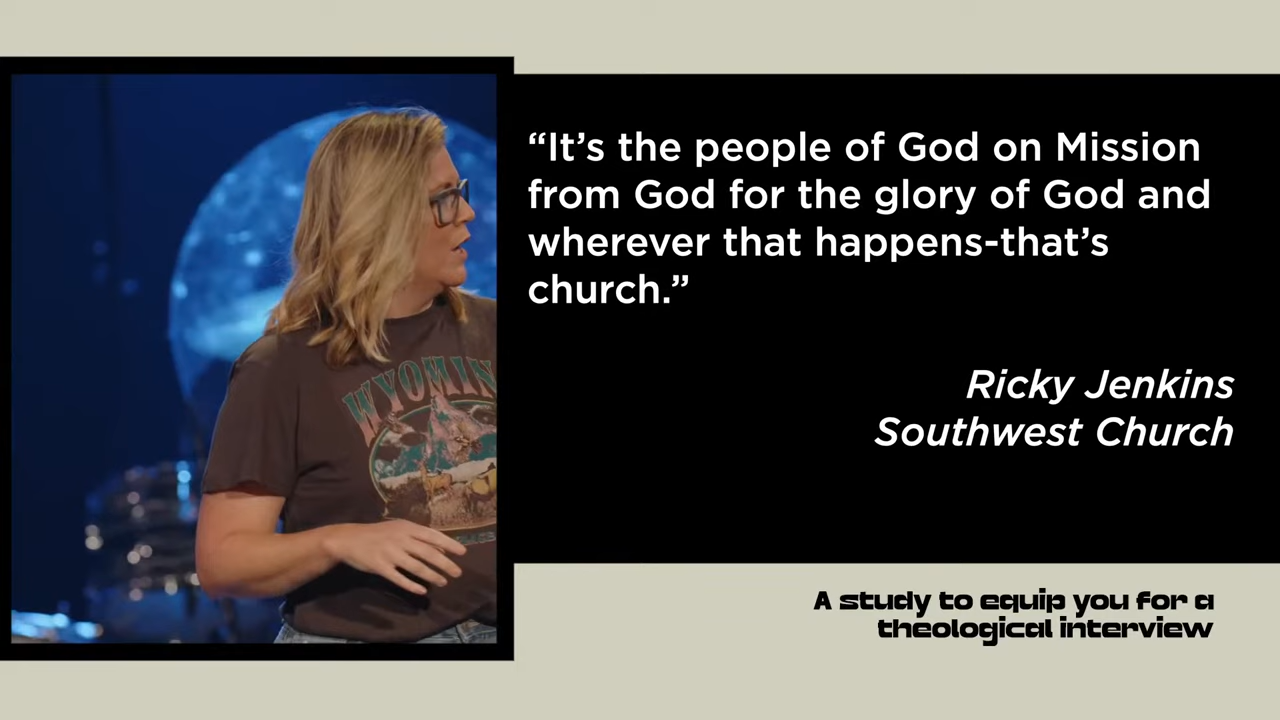 “It’s the people of God on Mission
from God for the glory of God and
wherever that happens-that’s
church.”
Ricky Jenkins
Southwest Church
A study to equip you for a
theological interview